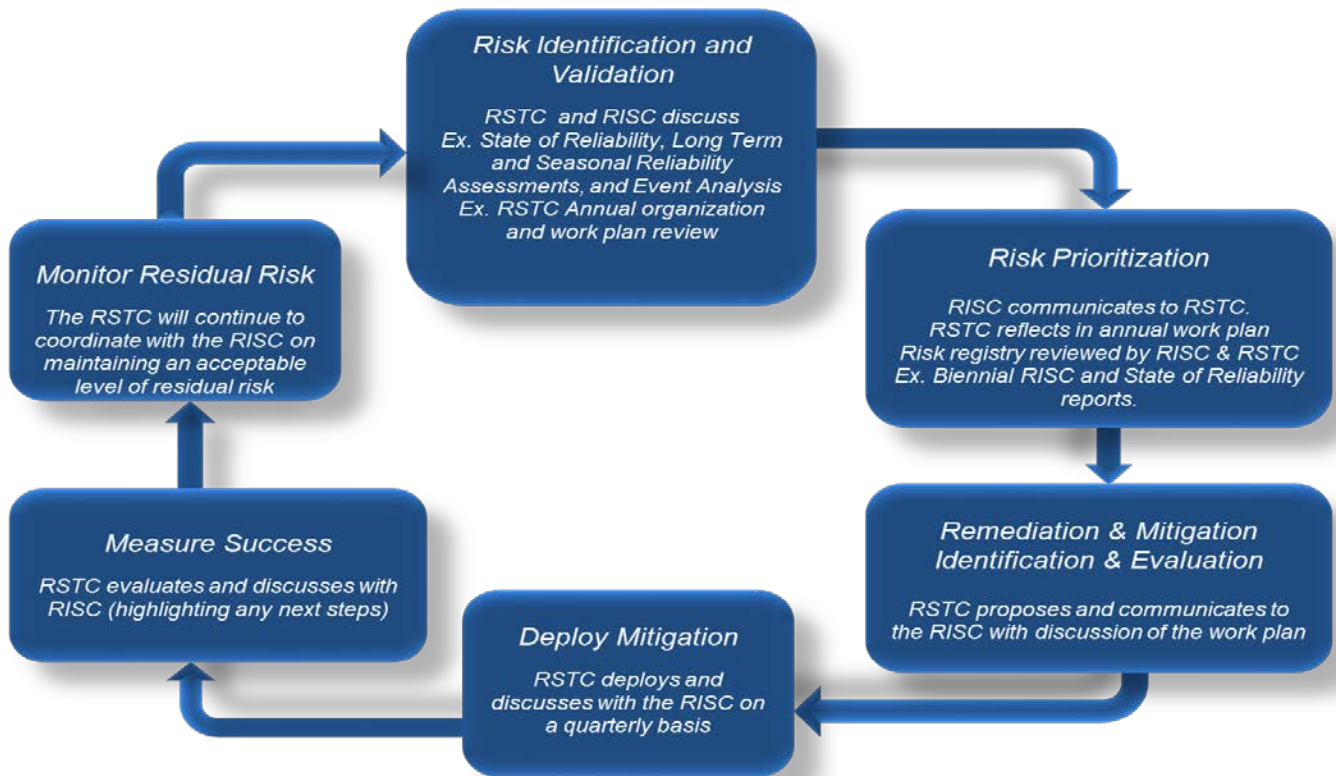 Risk Identification and
Validation
RSTC and RISC discuss
Ex. State of Reliability, Long Term
and Seasonal Reliability
Assessments, and Event Analysis
Ex. RSTC Annual organization
and work plan review
Risk Prioritization
RISC communicates to RSTC.
RSTC reflects in annual work plan
Risk registry reviewed by RISC & RSTC
Ex. Biennial RISC and State of Reliability
reports.
Remediation & Mitigation
Identification & Evaluation
RSTC proposes and communicates to
the RISC with discussion of the work plan
Deploy Mitigation
RSTC deploys and
discusses with the RISC on
a quarterly basis
Measure Success
RSTC evaluates and discusses with
RISC (highlighting any next steps)
Monitor Residual Risk
The RSTC will continue to
coordinate with the RISC on
maintaining an acceptable
level of residual risk